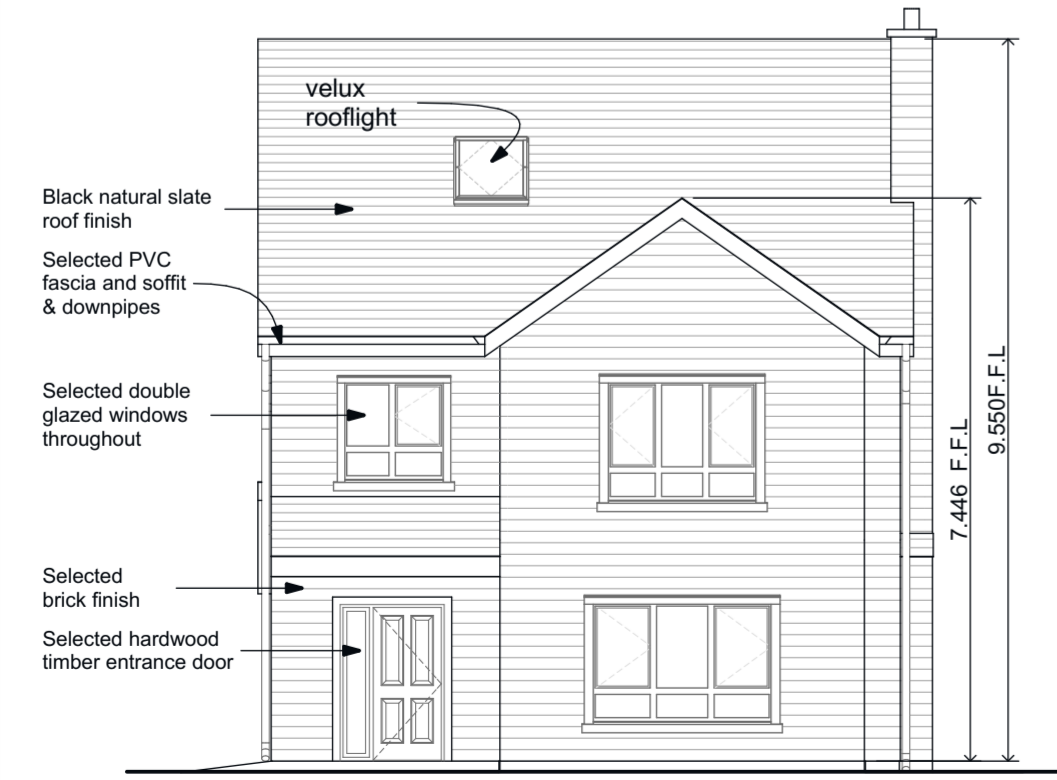 velux
rooflight
Black natural slate
roof finish
Selected PVC
fascia and soffit
& downpipes
Selected double
glazed windows
throughout
Selected
brick finish
Selected hardwood
timber entrance door
7.446 F.F.L
9.550F.F.L